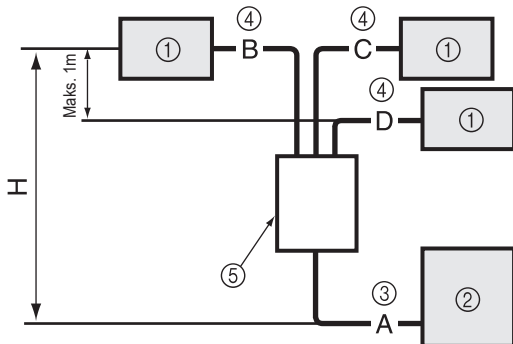 ④ ④
① B C ①
Maks. 1m
④
D ①
H
⑤
③
A ②